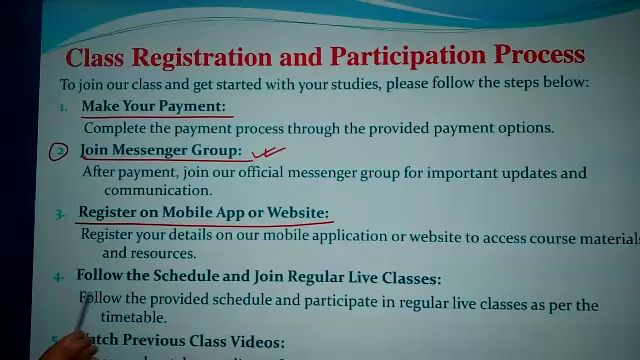 Class Registration and Participation Process
To join our class and get started with your studies, please follow the steps below:
1. Make Your Payment:
Complete the payment process through the provided payment options.
2. Join Messenger Group:
After payment, join our official messenger group for important updates and
communication.
3. Register on Mobile App or Website:
Register your details on our mobile application or website to access course materials
and resources.
4. Follow the Schedule and Join Regular Live Classes:
Follow the provided schedule and participate in regular live classes as per the
timetable.
5. Watch Previous Class Videos: